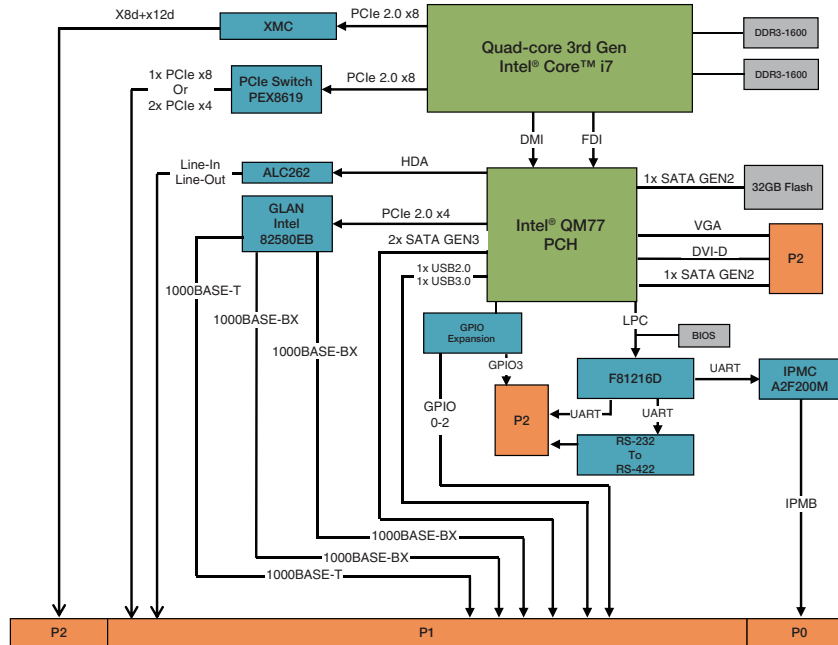 X8d+x12d
XMC
PCIe 2.0 x8
Quad-core 3rd Gen
Intel® Core™ i7
DDR3-1600
DDR3-1600
1x PCIe x8
Or
2x PCIe x4
PCIe Switch
PEX8619
PCIe 2.0 x8
DMI
FDI
Line-In
Line-Out
ALC262
HDA
Intel® QM77
PCH
1x SATA GEN2
32GB Flash
GLAN
Intel
82580EB
PCIe 2.0 x4
VGA
DVI-D
1x SATA GEN2
P2
2x SATA GEN3
1x USB2.0
1x USB3.0
1000BASE-T
1000BASE-BX
1000BASE-BX
GPIO
Expansion
LPC
BIOS
GPIO3
F81216D
UART
IPMC
A2F200M
GPIO
0-2
P2
UART
UART
RS-232
To
RS-422
IPMB
1000BASE-BX
1000BASE-BX
1000BASE-T
P2
P1
P0